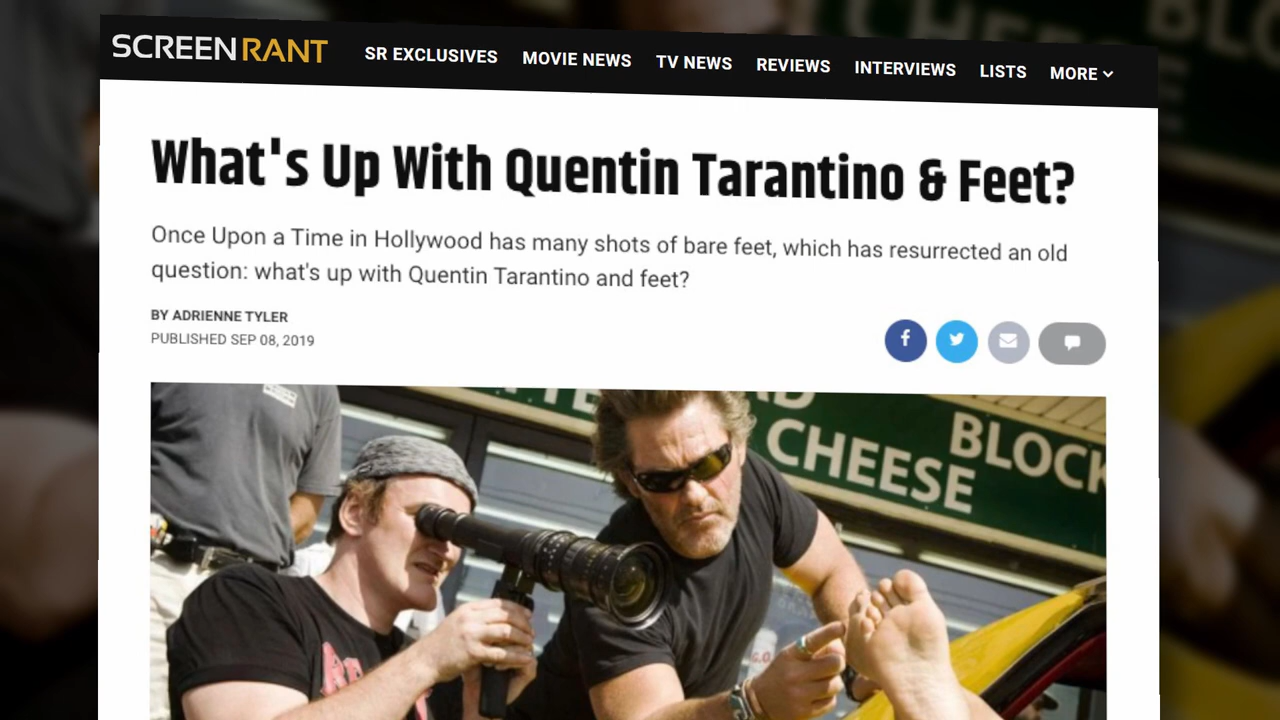 SCREENRANT SR EXCLUSIVES MOVIE NEWS TV NEWS REVIEWS INTERVIEWS LISTS MORE
What's Up With Quentin Tarantino & Feet?
Once Upon a Time in Hollywood has many shots of bare feet, which has resurrected an old
question: what's up with Quentin Tarantino and feet?
BY ADRIENNE TYLER
PUBLISHED SEP 08, 2019
BLOCK
CHEESE